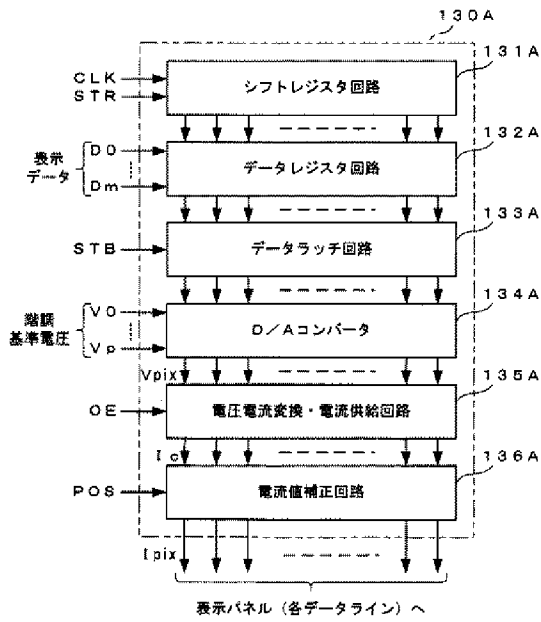 130A
131A
CLK
STR
シフトレジスタ回路
132A
表示
データ
D0
Dm
データレジスタ回路
133A
STB
データラッチ回路
134A
階調
基準電圧
V0
Vp
D/Aコンバータ
Vpix
135A
OE
電圧電流変換・電流供給回路
Ic
136A
POS
電流値補正回路
Ipix
表示パネル(各データライン)へ